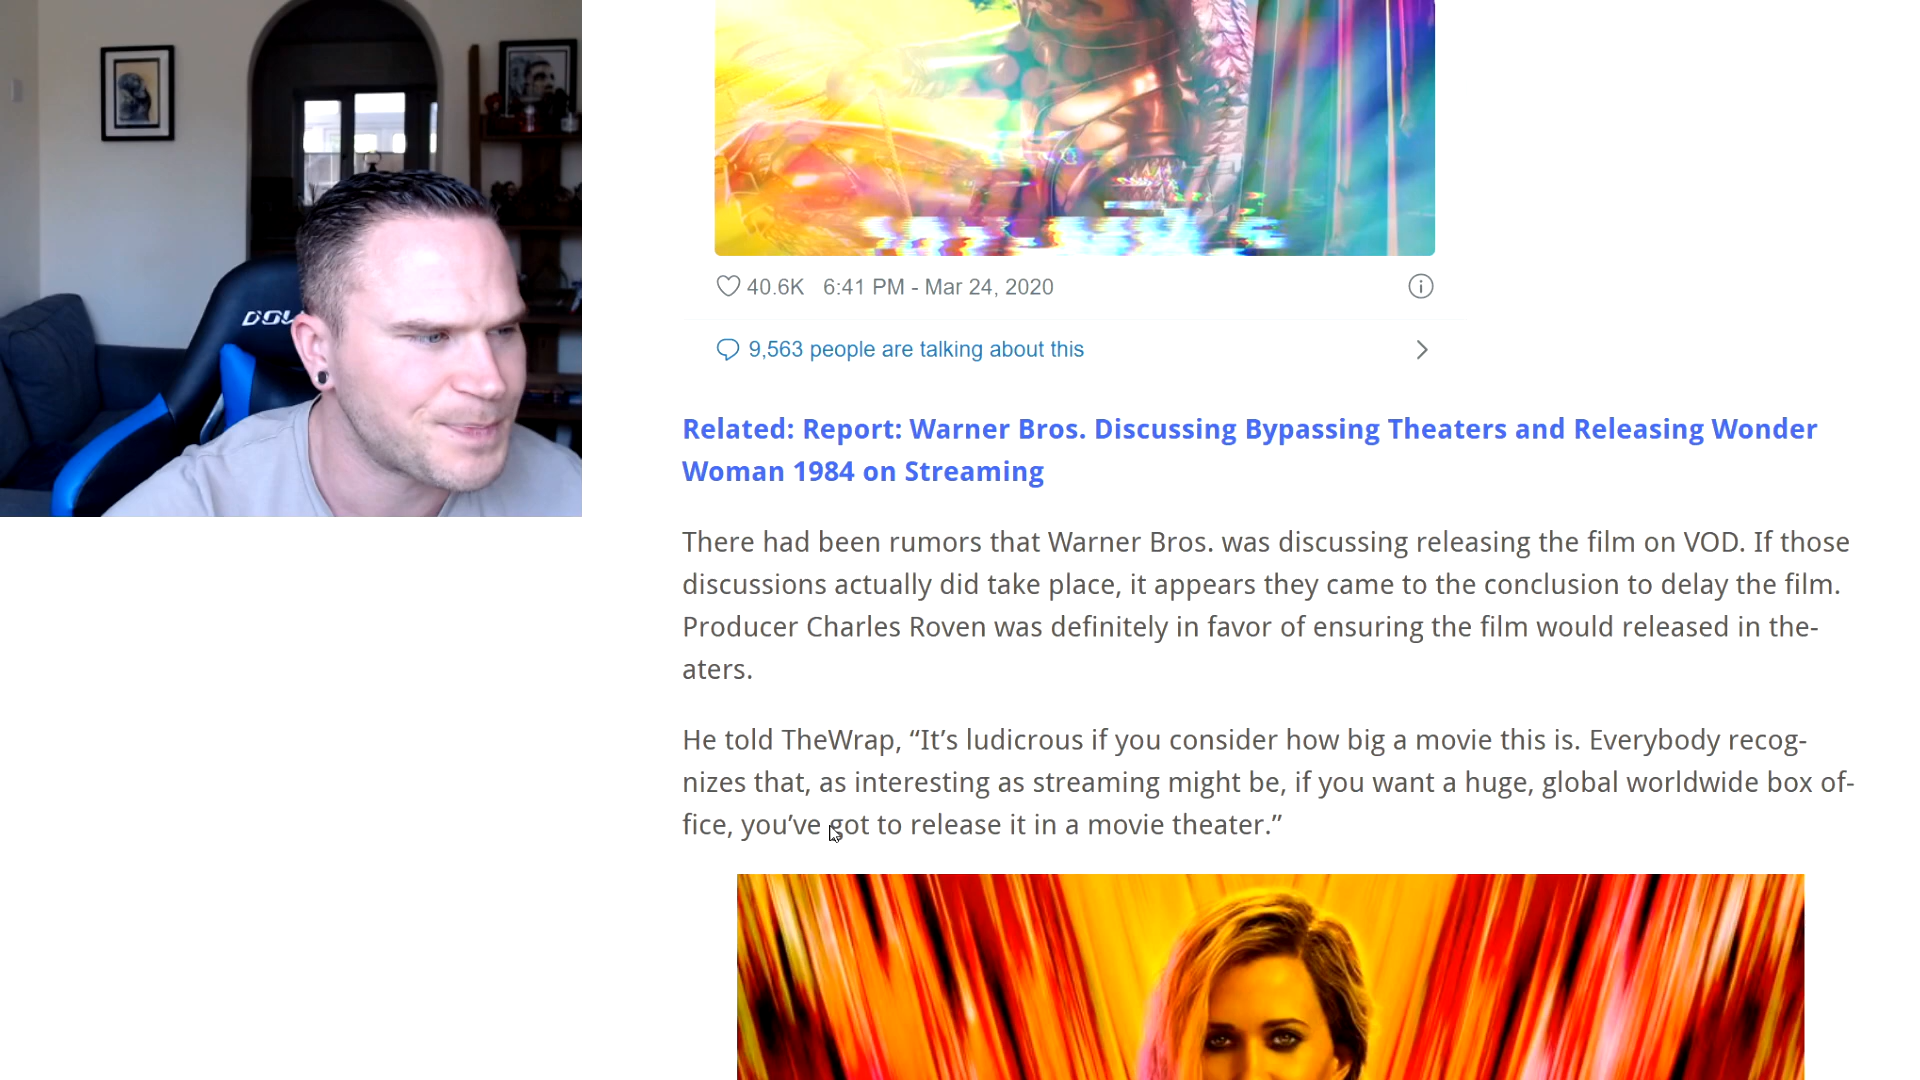 40.6K 6:41 PM - Mar 24, 2020
9,563 people are talking about this
Related: Report: Warner Bros. Discussing Bypassing Theaters and Releasing Wonder
Woman 1984 on Streaming
There had been rumors that Warner Bros. was discussing releasing the film on VOD. If those
discussions actually did take place, it appears they came to the conclusion to delay the film.
Producer Charles Roven was definitely in favor of ensuring the film would released in the-
aters.
He told TheWrap, “It’s ludicrous if you consider how big a movie this is. Everybody recog-
nizes that, as interesting as streaming might be, if you want a huge, global worldwide box of-
fice, you’ve got to release it in a movie theater.”